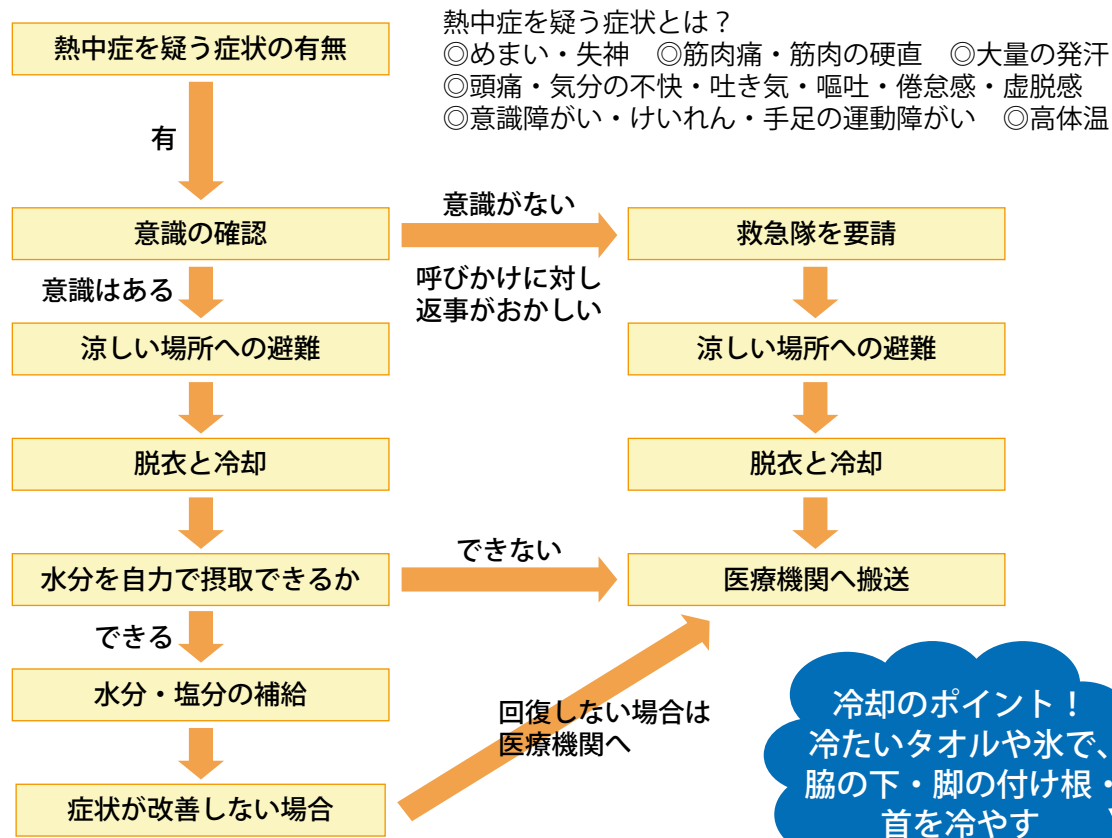 熱中症を疑う症状の有無
熱中症を疑う症状とは？
◎めまい・失神　◎筋肉痛・筋肉の硬直　◎大量の発汗
◎頭痛・気分の不快・吐き気・嘔吐・倦怠感・虚脱感
◎意識障がい・けいれん・手足の運動障がい　◎高体温
有
意識の確認
意識がない
呼びかけに対し
返事がおかしい
救急隊を要請
意識はある
涼しい場所への避難
涼しい場所への避難
脱衣と冷却
脱衣と冷却
水分を自力で摂取できるか
できない
医療機関へ搬送
できる
水分・塩分の補給
回復しない場合は
医療機関へ
症状が改善しない場合
冷却のポイント！
冷たいタオルや氷で、
脇の下・脚の付け根・
首を冷やす